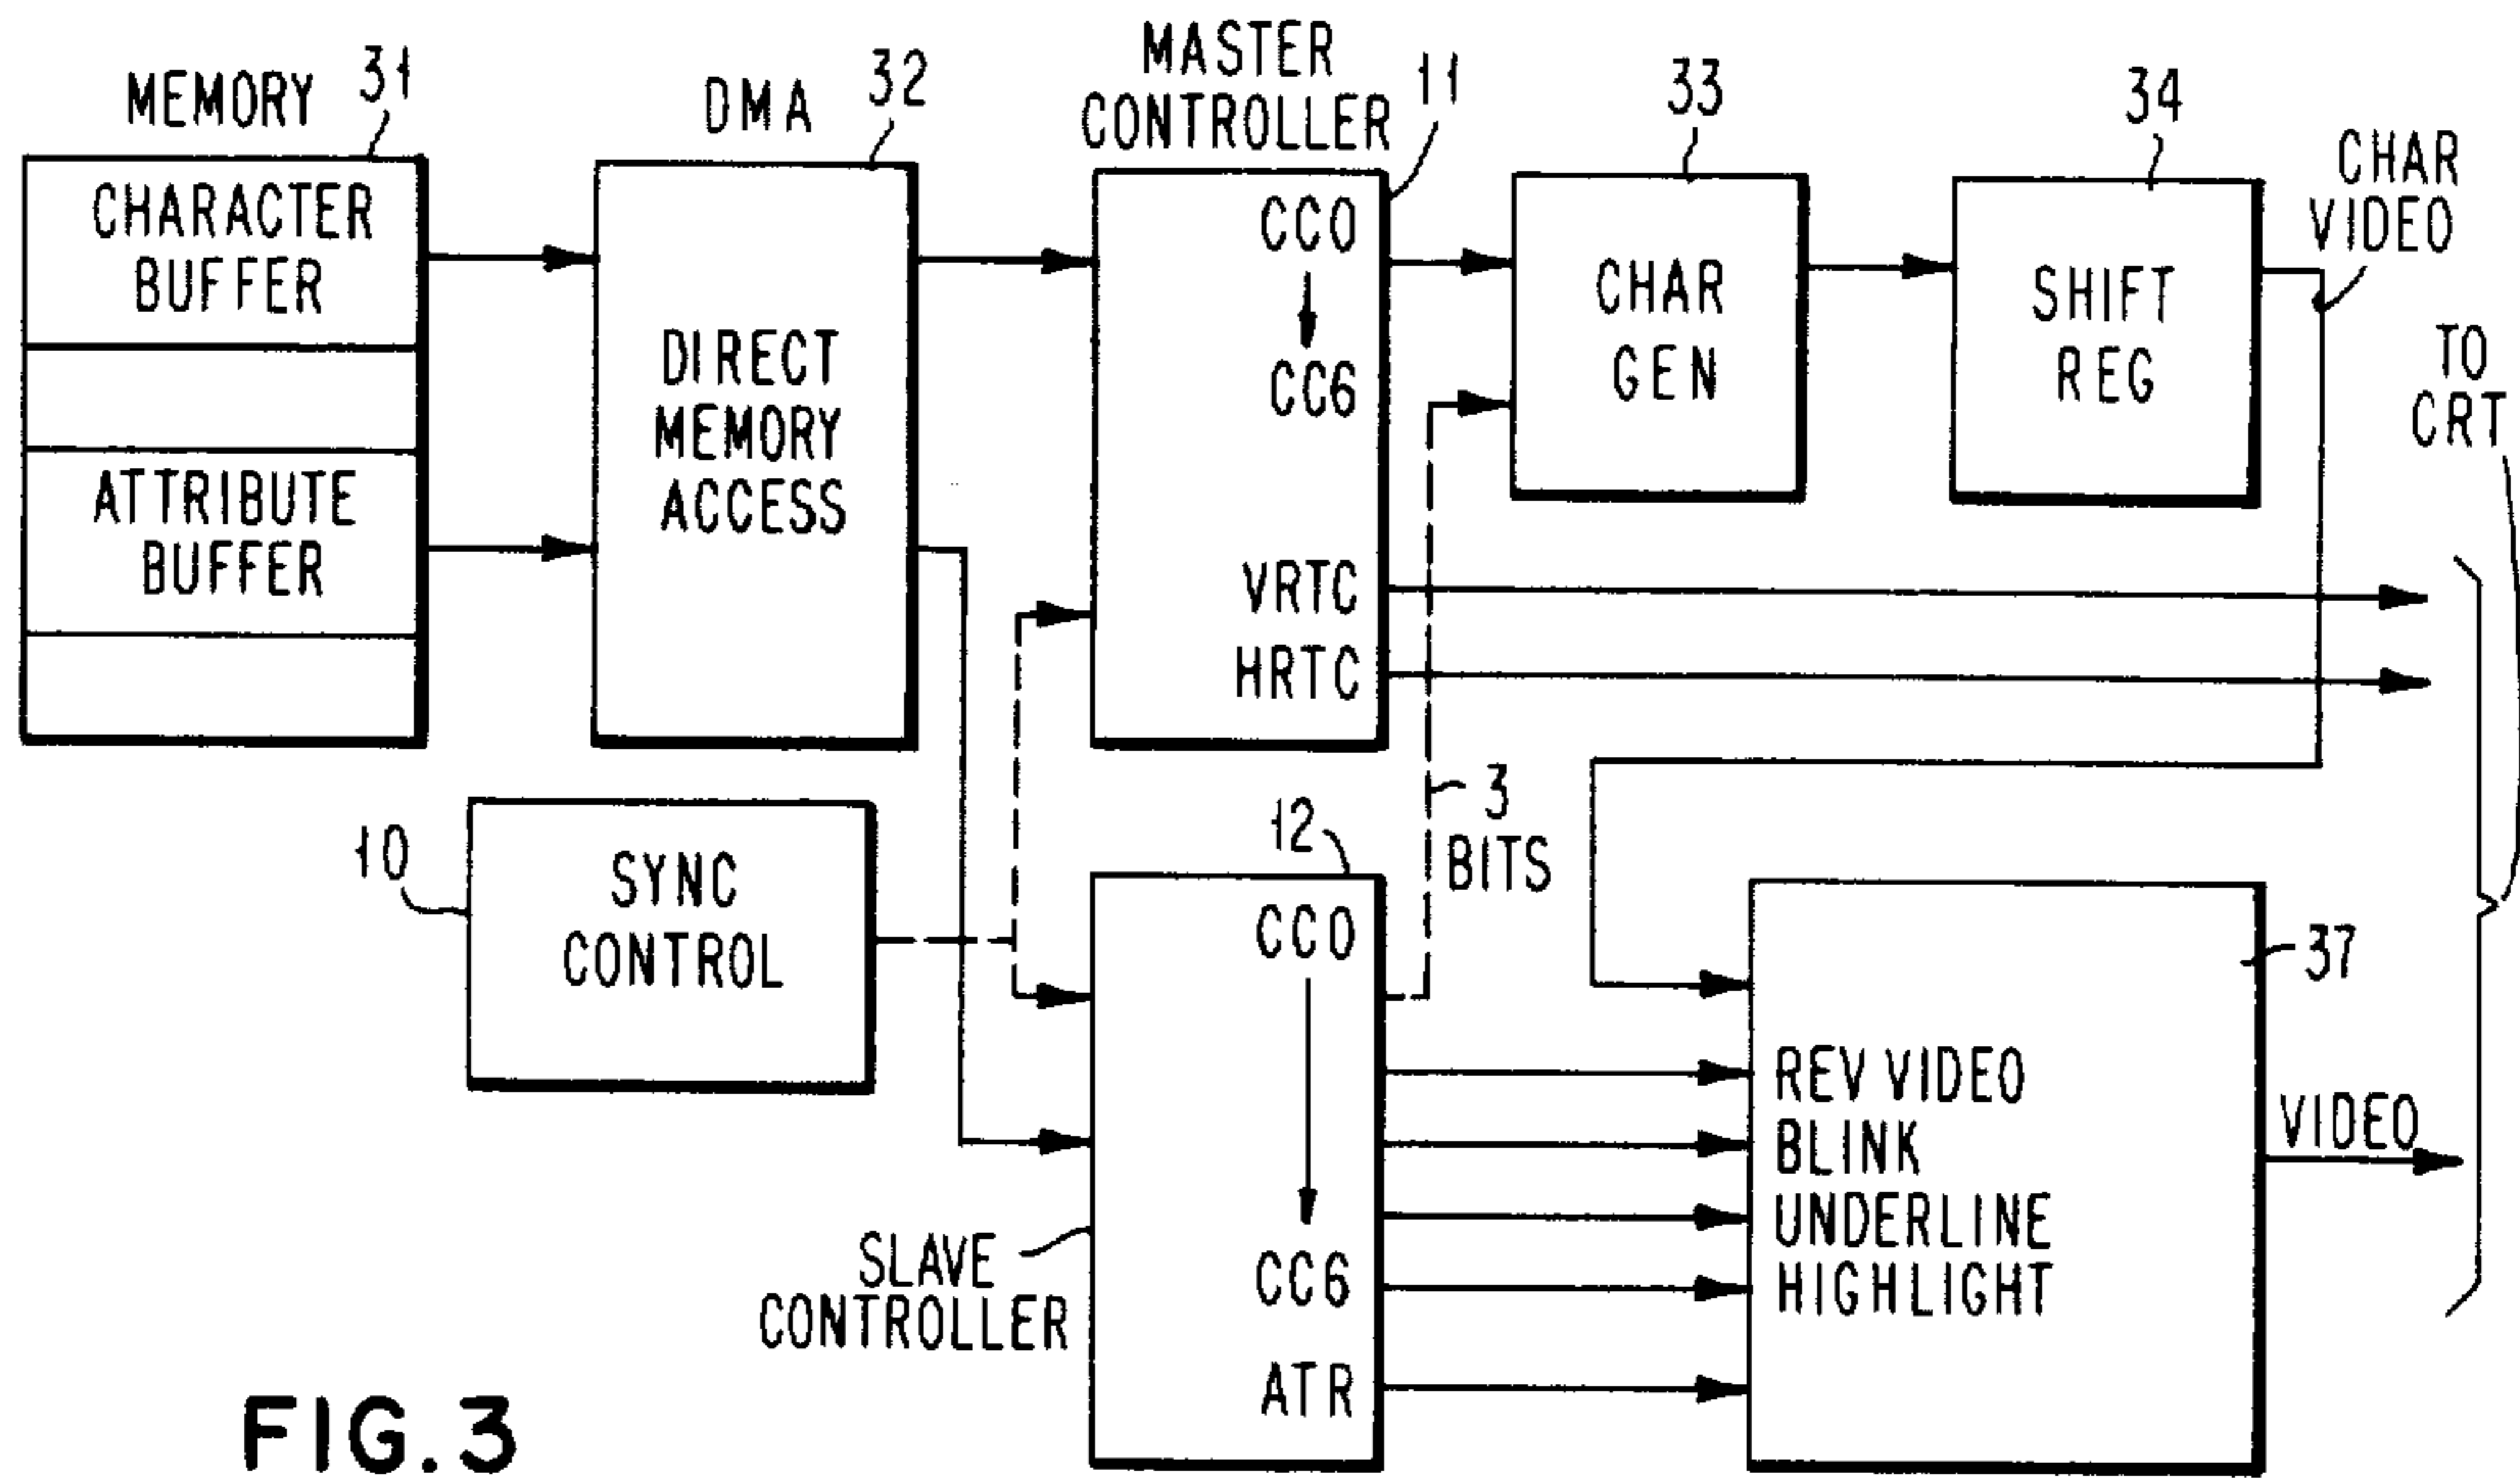 MEMORY
31
CHARACTER
BUFFER
ATTRIBUTE
BUFFER
DMA
32
DIRECT
MEMORY
ACCESS
MASTER
CONTROLLER
11
CC0
CC6
VRTC
HRTC
33
CHAR
GEN
34
SHIFT
REG
CHAR
VIDEO
TO
CRT
10
SYNC
CONTROL
3
BITS
12
CC0
CC6
ATR
SLAVE
CONTROLLER
37
REV VIDEO
BLINK
UNDERLINE
HIGHLIGHT
VIDEO
FIG.3